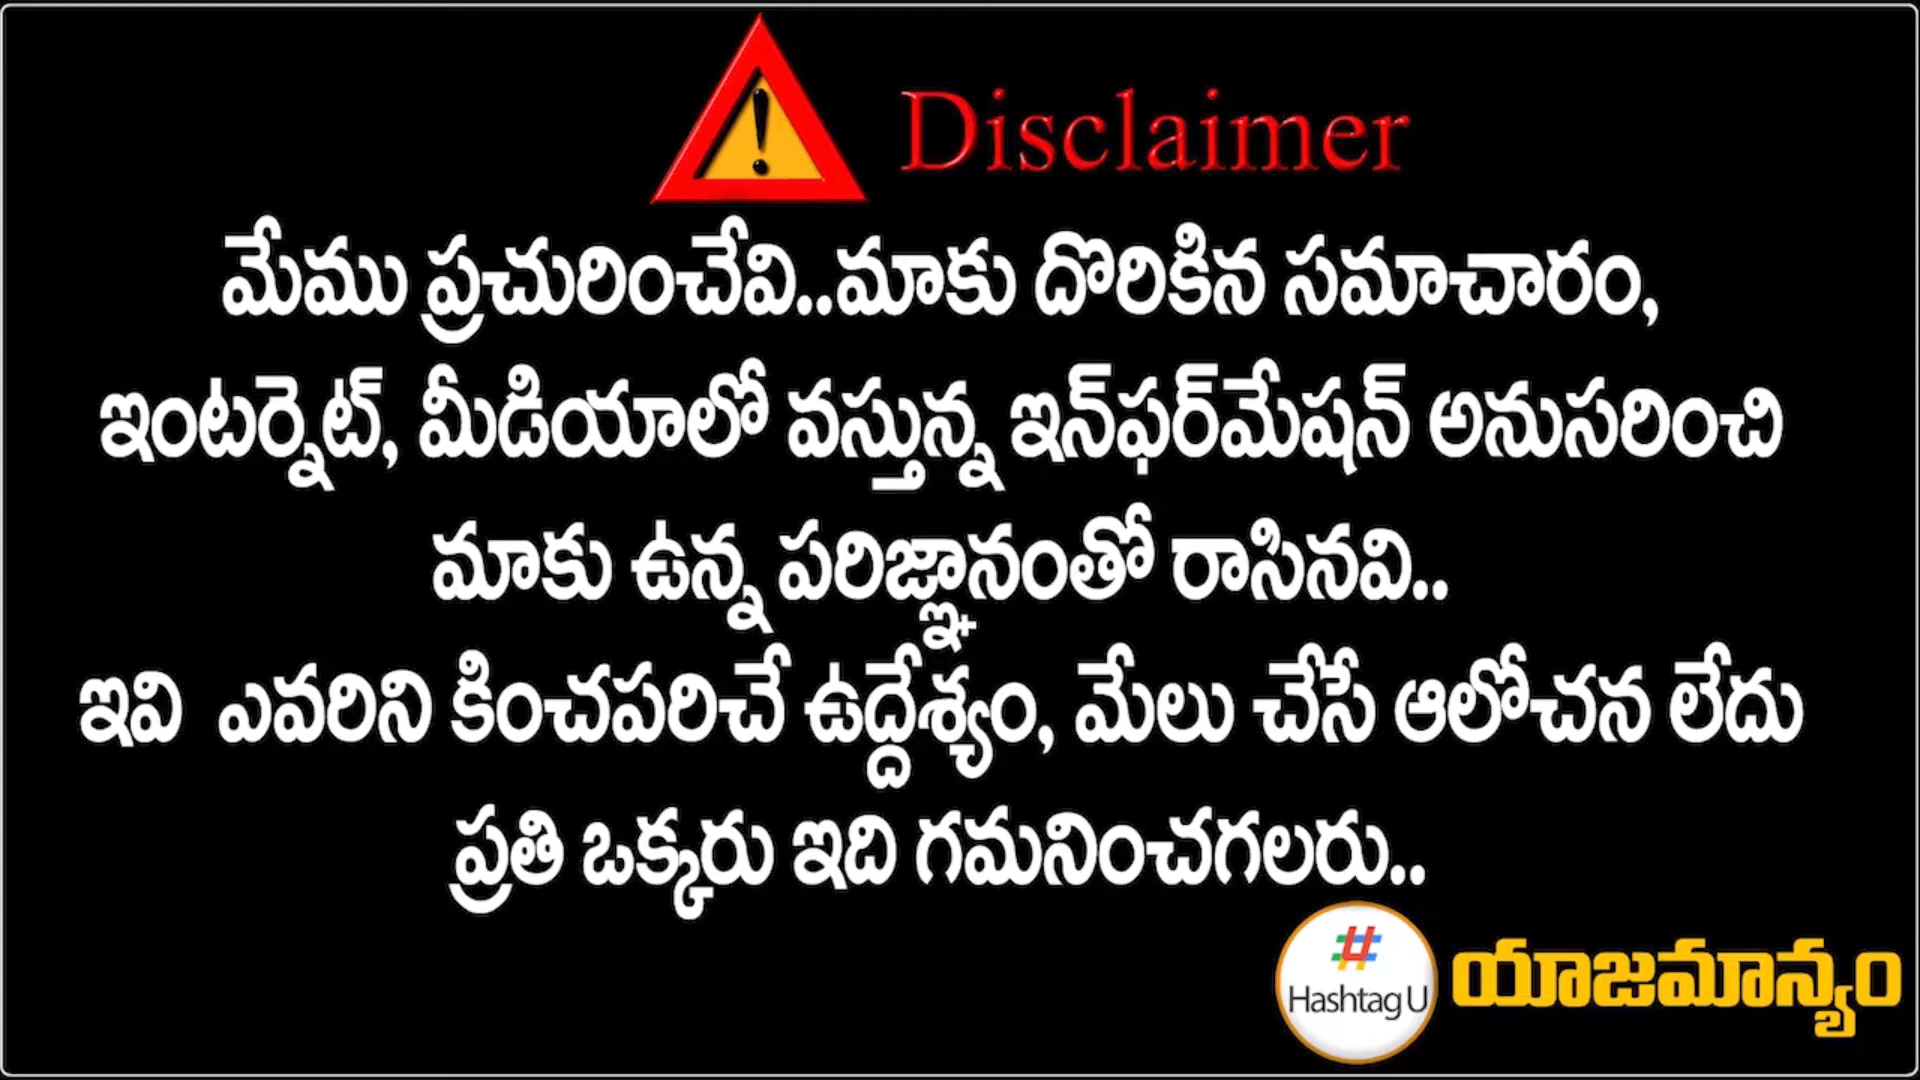 Disclaimer
మేము ప్రచురించేవి..మాకు దొరికిన సమాచారం,
ఇంటర్నెట్, మీడియాలో వస్తున్న ఇన్‌ఫర్‌మేషన్ అనుసరించి
మాకు ఉన్న పరిజ్ఞానంతో రాసినవి..
ఇవి ఎవరిని కించపరిచే ఉద్దేశ్యం, మేలు చేసే ఆలోచన లేదు
ప్రతి ఒక్కరు ఇది గమనించగలరు..
# Hashtag U
యాజమాన్యం